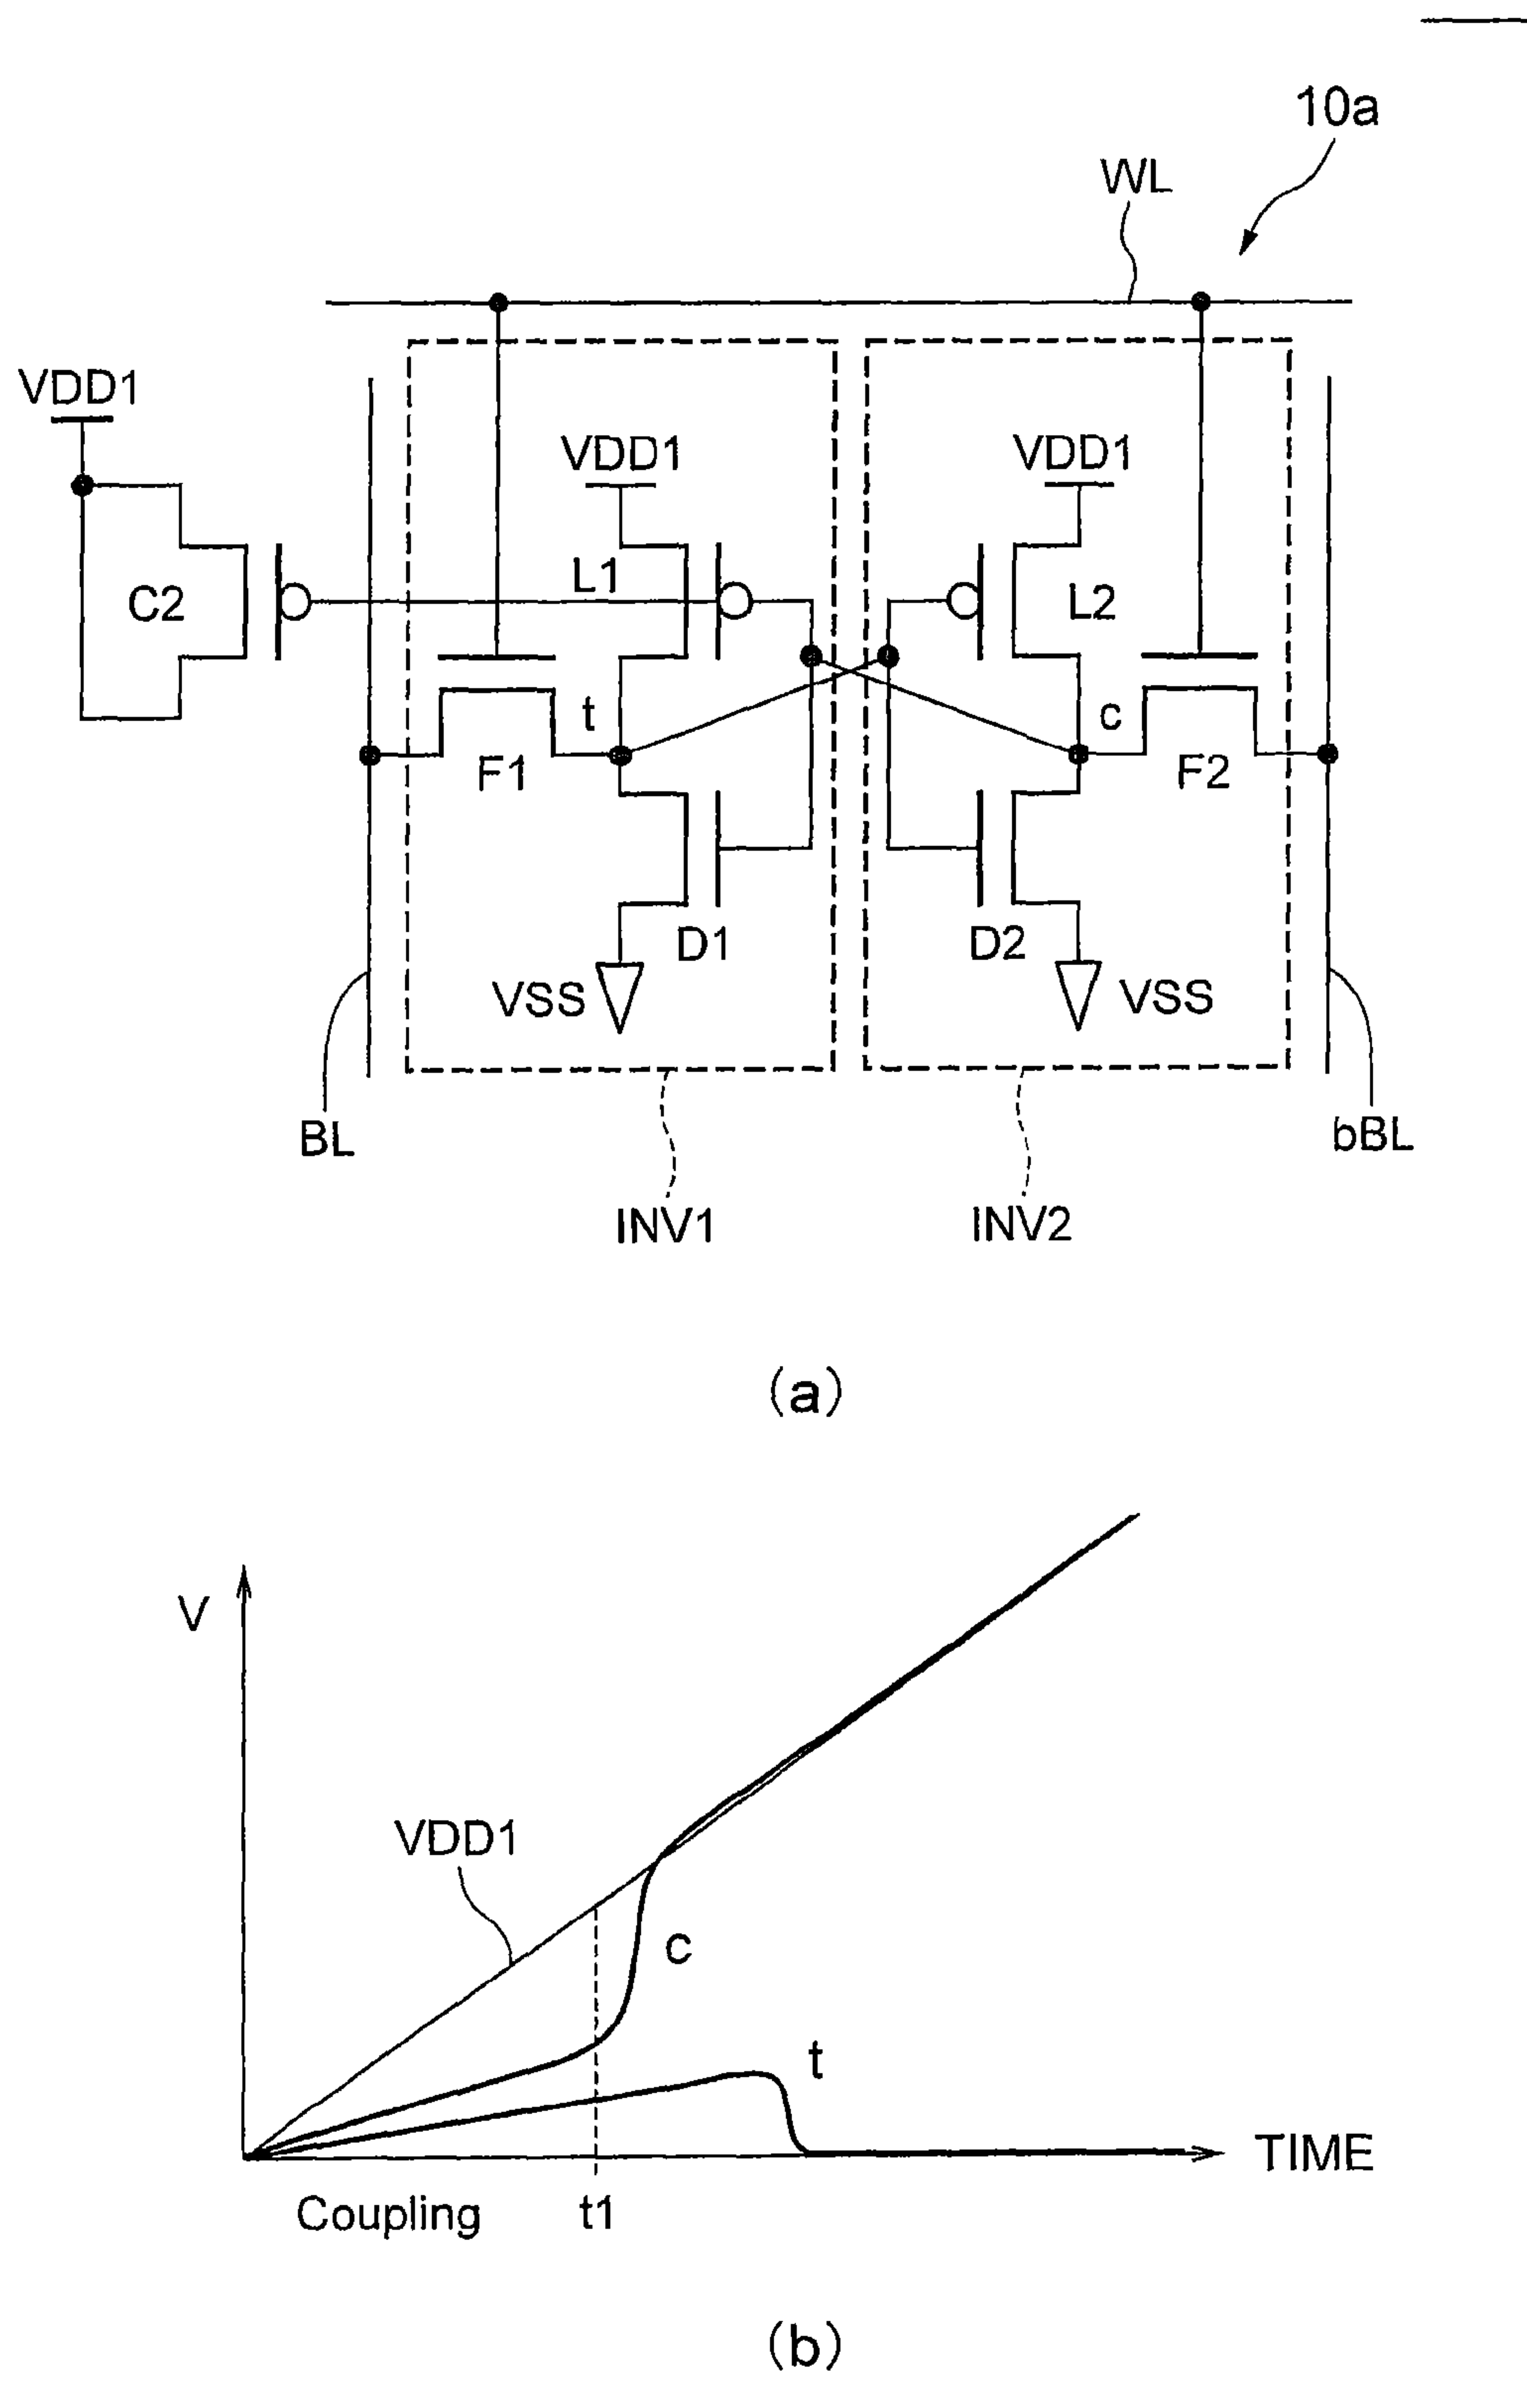 10a
WL
VDD1
VDD1
VDD1
C2
L1
L2
t
c
F1
F2
D1
D2
VSS
VSS
BL
bBL
INV1
INV2
(a)
V
VDD1
c
t
TIME
Coupling
t1
(b)